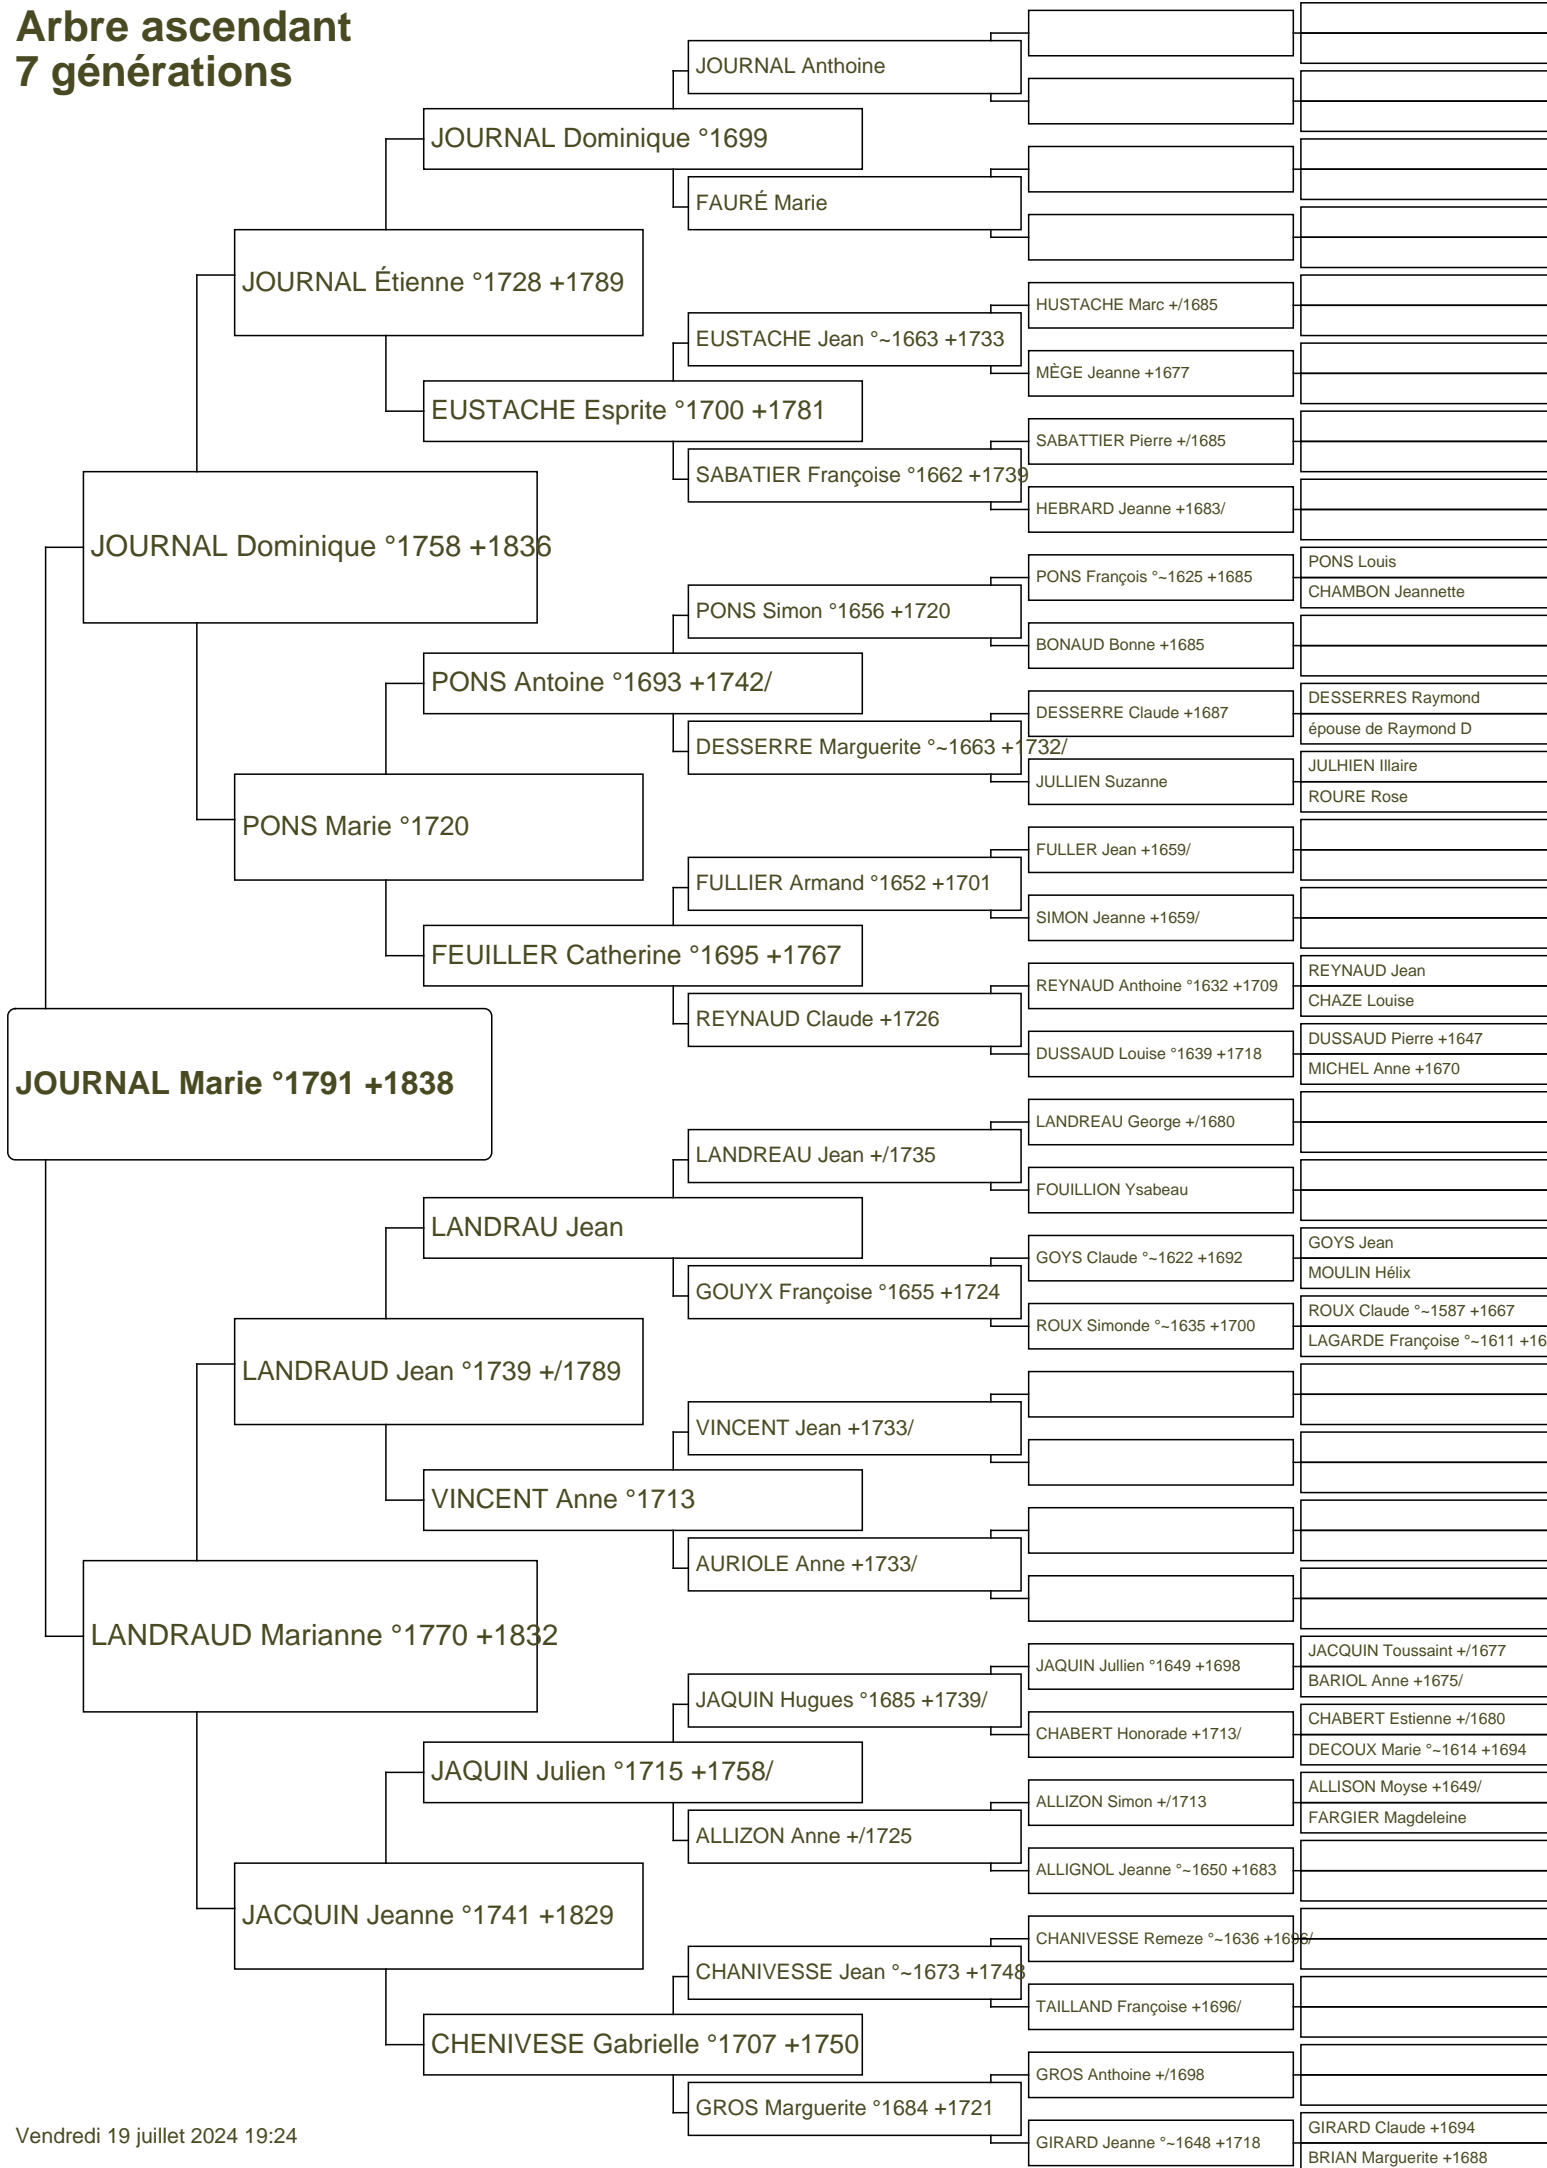 Arbre ascendant
7 générations
JOURNAL Anthoine
JOURNAL Dominique °1699
FAURÉ Marie
JOURNAL Étienne °1728 +1789
HUSTACHE Marc +/1685
EUSTACHE Jean °~1663 +1733
MÈGE Jeanne +1677
EUSTACHE Esprite °1700 +1781
SABATTIER Pierre +/1685
SABATIER Françoise °1662 +1739
HEBRARD Jeanne +1683/
JOURNAL Dominique °1758 +1836
PONS Louis
PONS François °~1625 +1685
CHAMBON Jeannette
PONS Simon °1656 +1720
BONAUD Bonne +1685
PONS Antoine °1693 +1742/
DESSERRES Raymond
DESSERRE Claude +1687
épouse de Raymond D
DESSERRE Marguerite °~1663 +1732/
JULHIEN Illaire
JULLIEN Suzanne
ROURE Rose
PONS Marie °1720
FULLER Jean +1659/
FULLIER Armand °1652 +1701
SIMON Jeanne +1659/
FEUILLER Catherine °1695 +1767
REYNAUD Jean
REYNAUD Anthoine °1632 +1709
CHAZE Louise
REYNAUD Claude +1726
DUSSAUD Pierre +1647
DUSSAUD Louise °1639 +1718
MICHEL Anne +1670
JOURNAL Marie °1791 +1838
LANDREAU George +/1680
LANDREAU Jean +/1735
FOUILLION Ysabeau
LANDRAU Jean
GOYS Jean
GOYS Claude °~1622 +1692
MOULIN Hélix
GOUYX Françoise °1655 +1724
ROUX Claude °~1587 +1667
ROUX Simonde °~1635 +1700
LAGARDE Françoise °~1611 +16
LANDRAUD Jean °1739 +/1789
VINCENT Jean +1733/
VINCENT Anne °1713
AURIOLE Anne +1733/
LANDRAUD Marianne °1770 +1832
JACQUIN Toussaint +/1677
JAQUIN Jullien °1649 +1698
BARIOL Anne +1675/
JAQUIN Hugues °1685 +1739/
CHABERT Estienne +/1680
CHABERT Honorade +1713/
DECOUX Marie °~1614 +1694
JAQUIN Julien °1715 +1758/
ALLISON Moyse +1649/
ALLIZON Simon +/1713
FARGIER Magdeleine
ALLIZON Anne +/1725
ALLIGNOL Jeanne °~1650 +1683
JACQUIN Jeanne °1741 +1829
CHANIVESSE Remeze °~1636 +1696/
CHANIVESSE Jean °~1673 +1748
TAILLAND Françoise +1696/
CHENIVESE Gabrielle °1707 +1750
GROS Anthoine +/1698
GROS Marguerite °1684 +1721
GIRARD Claude +1694
GIRARD Jeanne °~1648 +1718
BRIAN Marguerite +1688
Vendredi 19 juillet 2024 19:24